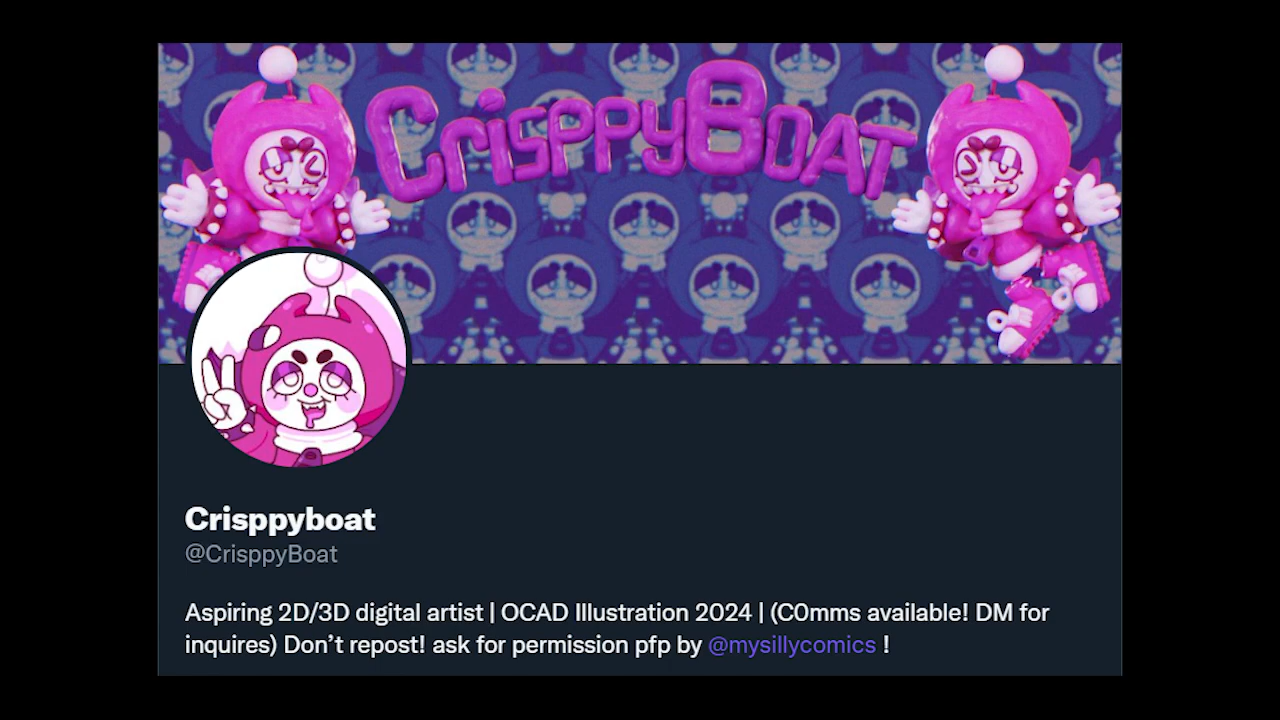 CrisppyBoat
Crisppyboat
@CrisppyBoat
Aspiring 2D/3D digital artist | OCAD Illustration 2024 | (C0mms available! DM for
inquires) Don’t repost! ask for permission pfp by @mysillycomics !